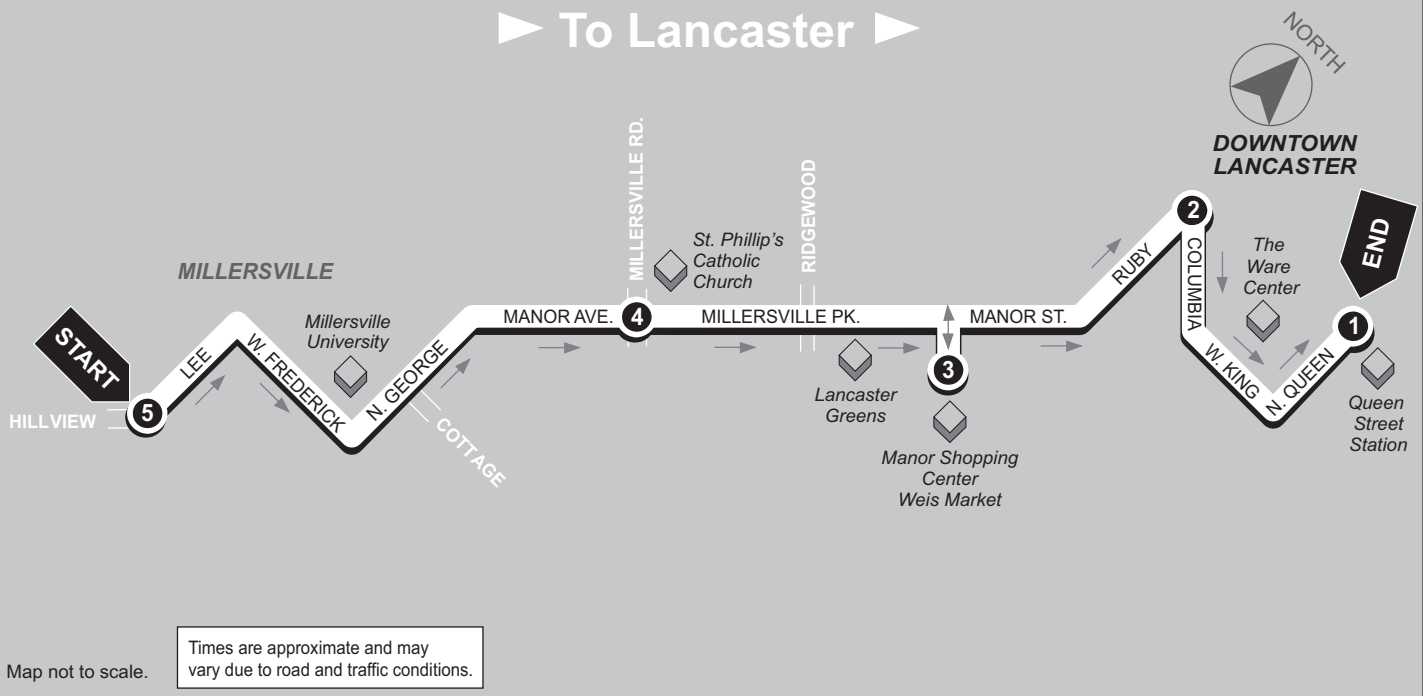 To Lancaster
NORTH
DOWNTOWN
LANCASTER
MILLERSVILLE RD.
RIDGEWOOD
St. Phillip's
Catholic
Church
2
END
MILLERSVILLE
RUBY
COLUMBIA
The
Ware
Center
START
LEE
W. FREDERICK
Millersville
University
N. GEORGE
MANOR AVE.
4
MILLERSVILLE PK.
MANOR ST.
1
HILLVIEW
5
COTTAGE
Lancaster
Greens
3
W. KING
N. QUEEN
Queen
Street
Station
Manor Shopping
Center
Weis Market
Map not to scale.
Times are approximate and may
vary due to road and traffic conditions.